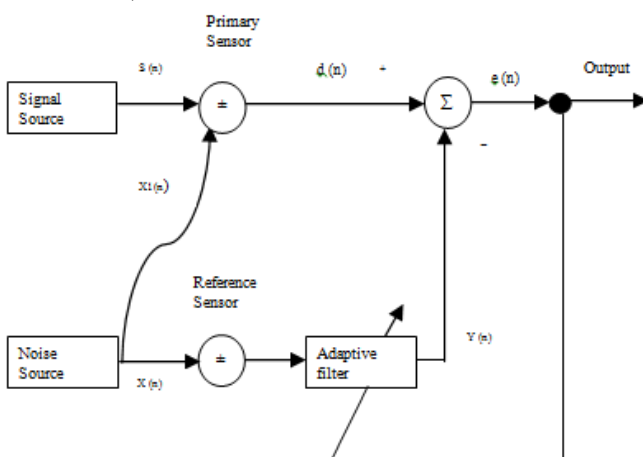 Primary
Sensor
S(n)
d(n)
+
e(n)
Output
Signal
Source
±
Σ
−
X1(n)
Reference
Sensor
Noise
Source
±
Adaptive
filter
Y(n)
X(n)